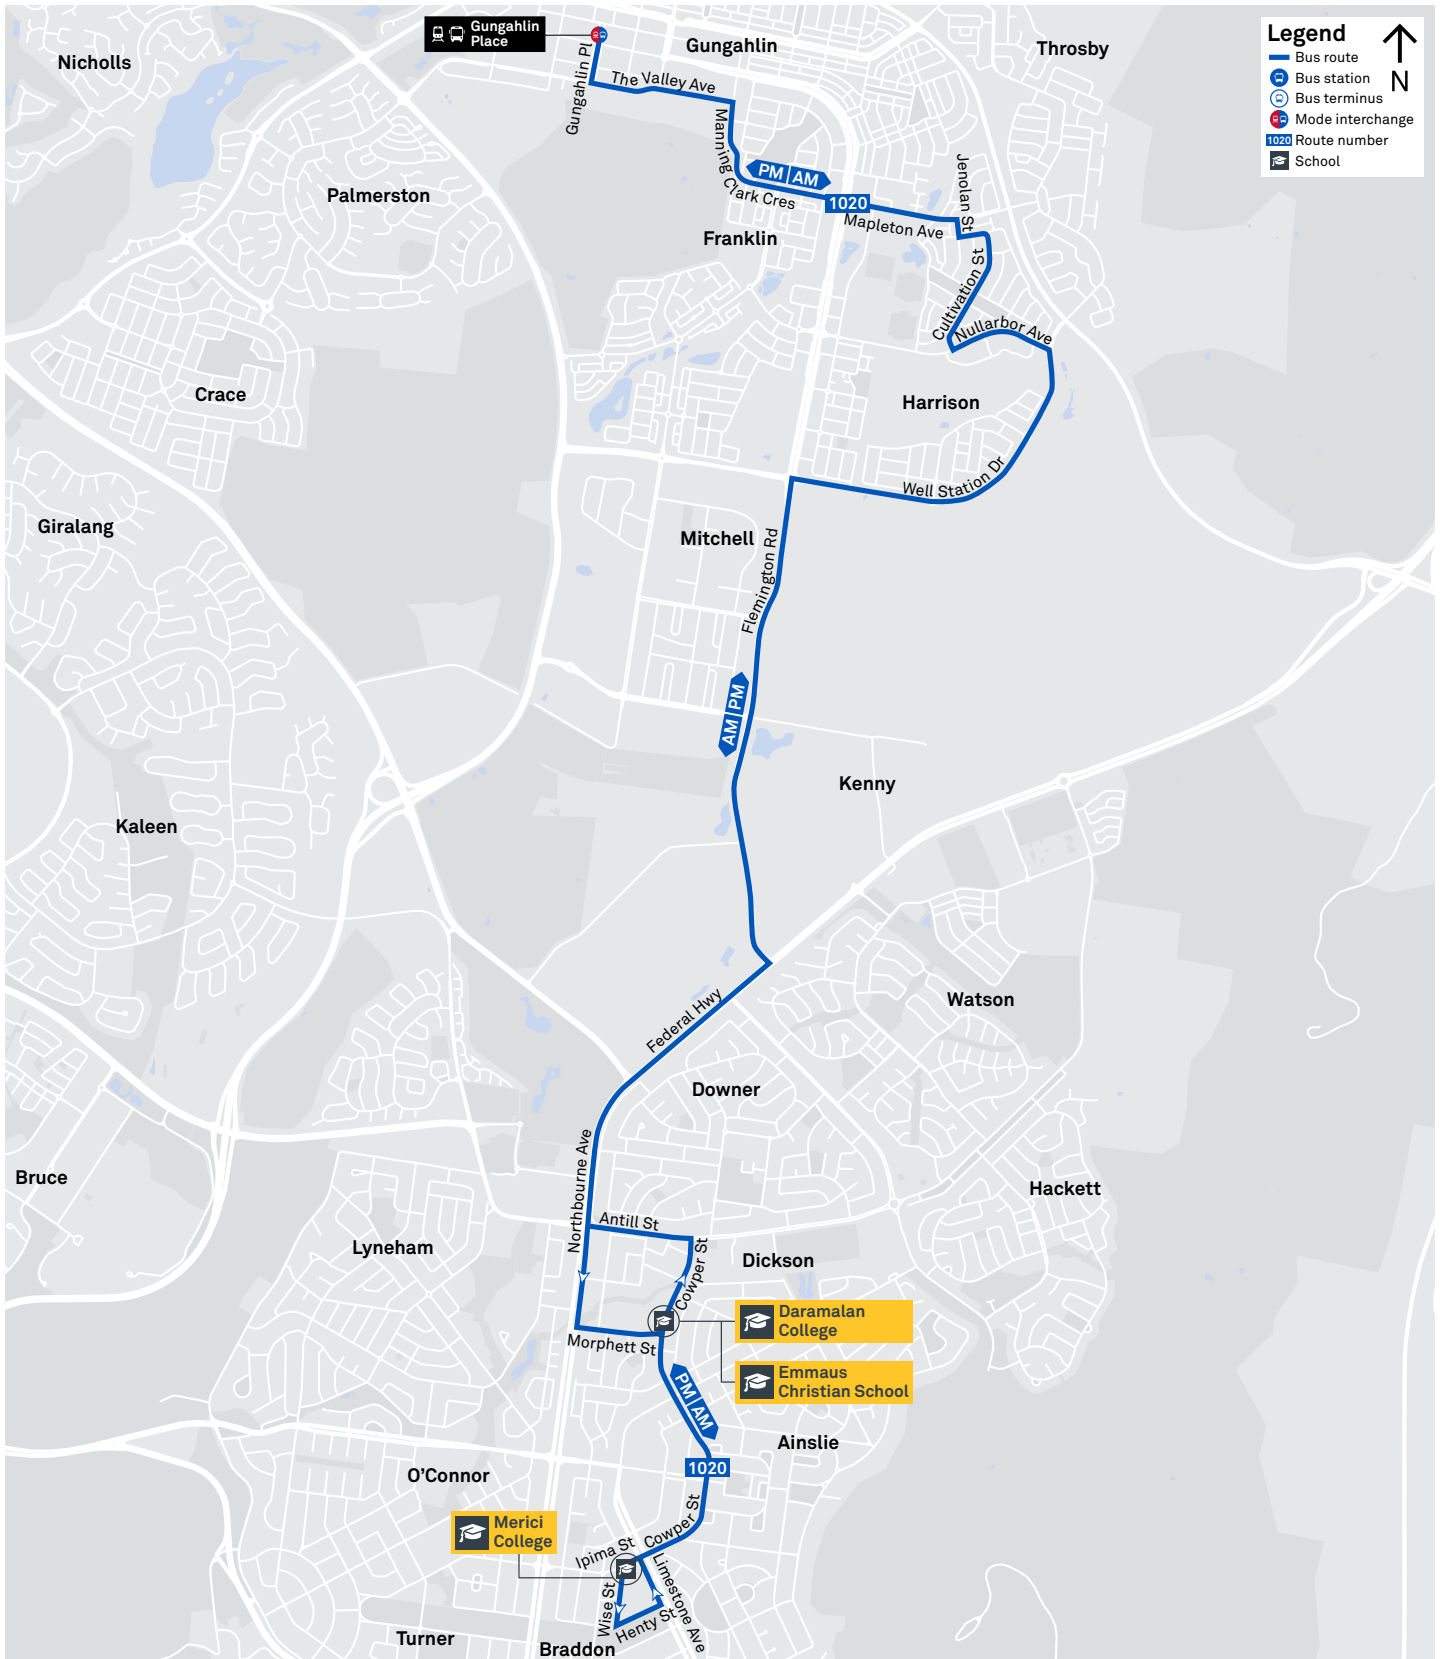 Gungahlin
Place
Gungahlin
Throsby
Nicholls
Legend
Bus route
Bus station
Bus terminus
Mode interchange
1020 Route number
School
N
Gungahlin Pl
The Valley Ave
Manning Clark Cres
PM AM
1020
Jenolan St
Mapleton Ave
Palmerston
Franklin
Cultivation St
Nullarbor Ave
Crace
Harrison
Well Station Dr
Giralang
Mitchell
Flemington Rd
AM PM
Kenny
Kaleen
Watson
Federal Hwy
Downer
Northbourne Ave
Bruce
Hackett
Antill St
Lyneham
Cowper St
Dickson
Daramalan
College
Morphett St
Emmaus
Christian School
PM AM
Ainslie
1020
O'Connor
Merici
College
Cowper St
Ipima St
Limestone Ave
Wise St
Henty St
Turner
Braddon